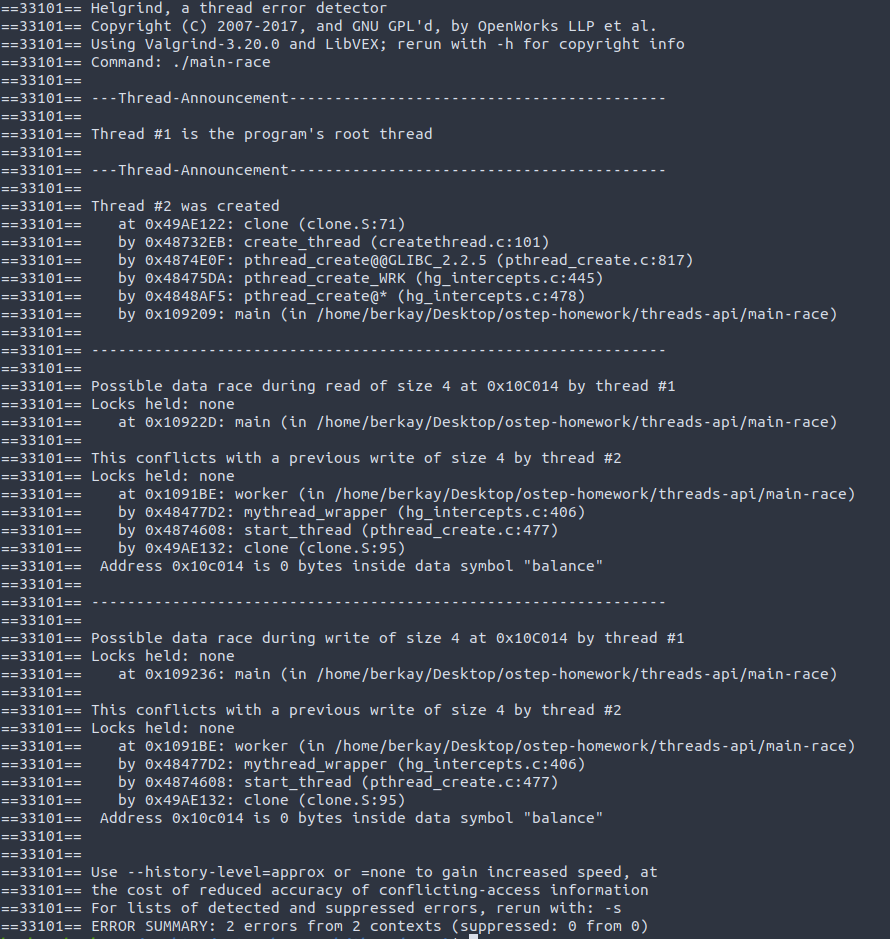 ==33101== Helgrind, a thread error detector
==33101== Copyright (C) 2007-2017, and GNU GPL'd, by OpenWorks LLP et al.
==33101== Using Valgrind-3.20.0 and LibVEX; rerun with -h for copyright info
==33101== Command: ./main-race
==33101==
==33101== ---Thread-Announcement------------------------------------------
==33101==
==33101== Thread #1 is the program's root thread
==33101==
==33101== ---Thread-Announcement------------------------------------------
==33101==
==33101== Thread #2 was created
==33101==    at 0x49AE122: clone (clone.S:71)
==33101==    by 0x48732EB: create_thread (createthread.c:101)
==33101==    by 0x4874E0F: pthread_create@@GLIBC_2.2.5 (pthread_create.c:817)
==33101==    by 0x48475DA: pthread_create_WRK (hg_intercepts.c:445)
==33101==    by 0x4848AF5: pthread_create@* (hg_intercepts.c:478)
==33101==    by 0x109209: main (in /home/berkay/Desktop/ostep-homework/threads-api/main-race)
==33101==
==33101== ----------------------------------------------------------------
==33101==
==33101== Possible data race during read of size 4 at 0x10C014 by thread #1
==33101== Locks held: none
==33101==    at 0x10922D: main (in /home/berkay/Desktop/ostep-homework/threads-api/main-race)
==33101==
==33101== This conflicts with a previous write of size 4 by thread #2
==33101== Locks held: none
==33101==    at 0x1091BE: worker (in /home/berkay/Desktop/ostep-homework/threads-api/main-race)
==33101==    by 0x48477D2: mythread_wrapper (hg_intercepts.c:406)
==33101==    by 0x4874608: start_thread (pthread_create.c:477)
==33101==    by 0x49AE132: clone (clone.S:95)
==33101==  Address 0x10c014 is 0 bytes inside data symbol "balance"
==33101==
==33101== ----------------------------------------------------------------
==33101==
==33101== Possible data race during write of size 4 at 0x10C014 by thread #1
==33101== Locks held: none
==33101==    at 0x109236: main (in /home/berkay/Desktop/ostep-homework/threads-api/main-race)
==33101==
==33101== This conflicts with a previous write of size 4 by thread #2
==33101== Locks held: none
==33101==    at 0x1091BE: worker (in /home/berkay/Desktop/ostep-homework/threads-api/main-race)
==33101==    by 0x48477D2: mythread_wrapper (hg_intercepts.c:406)
==33101==    by 0x4874608: start_thread (pthread_create.c:477)
==33101==    by 0x49AE132: clone (clone.S:95)
==33101==  Address 0x10c014 is 0 bytes inside data symbol "balance"
==33101==
==33101==
==33101== Use --history-level=approx or =none to gain increased speed, at
==33101== the cost of reduced accuracy of conflicting-access information
==33101== For lists of detected and suppressed errors, rerun with: -s
==33101== ERROR SUMMARY: 2 errors from 2 contexts (suppressed: 0 from 0)